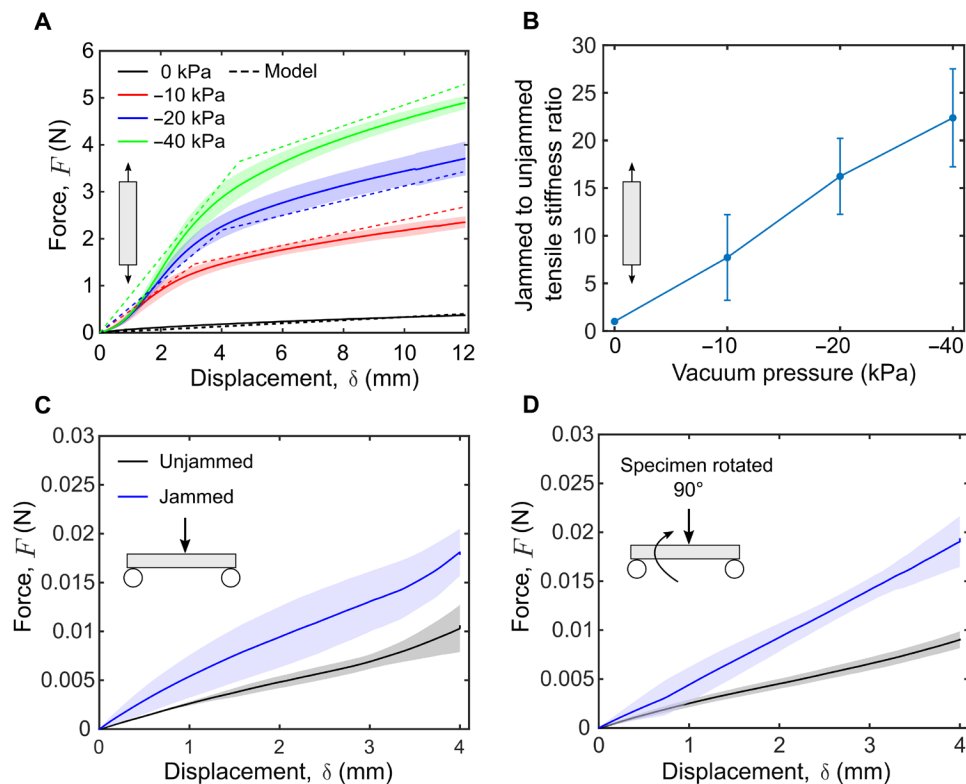 A
Force, F (N)
6
5
4
3
2
1
0
0 kPa
Model
–10 kPa
–20 kPa
–40 kPa
0 2 4 6 8 10 12
Displacement, δ (mm)
B
Jammed to unjammed
tensile stiffness ratio
30
25
20
15
10
5
0
0 –10 –20 –40
Vacuum pressure (kPa)
C
Force, F (N)
0.03
0.025
0.02
0.015
0.01
0.005
0
Unjammed
Jammed
0 1 2 3 4
Displacement, δ (mm)
D
Force, F (N)
0.03
0.025
0.02
0.015
0.01
0.005
0
Specimen rotated
90°
0 1 2 3 4
Displacement, δ (mm)